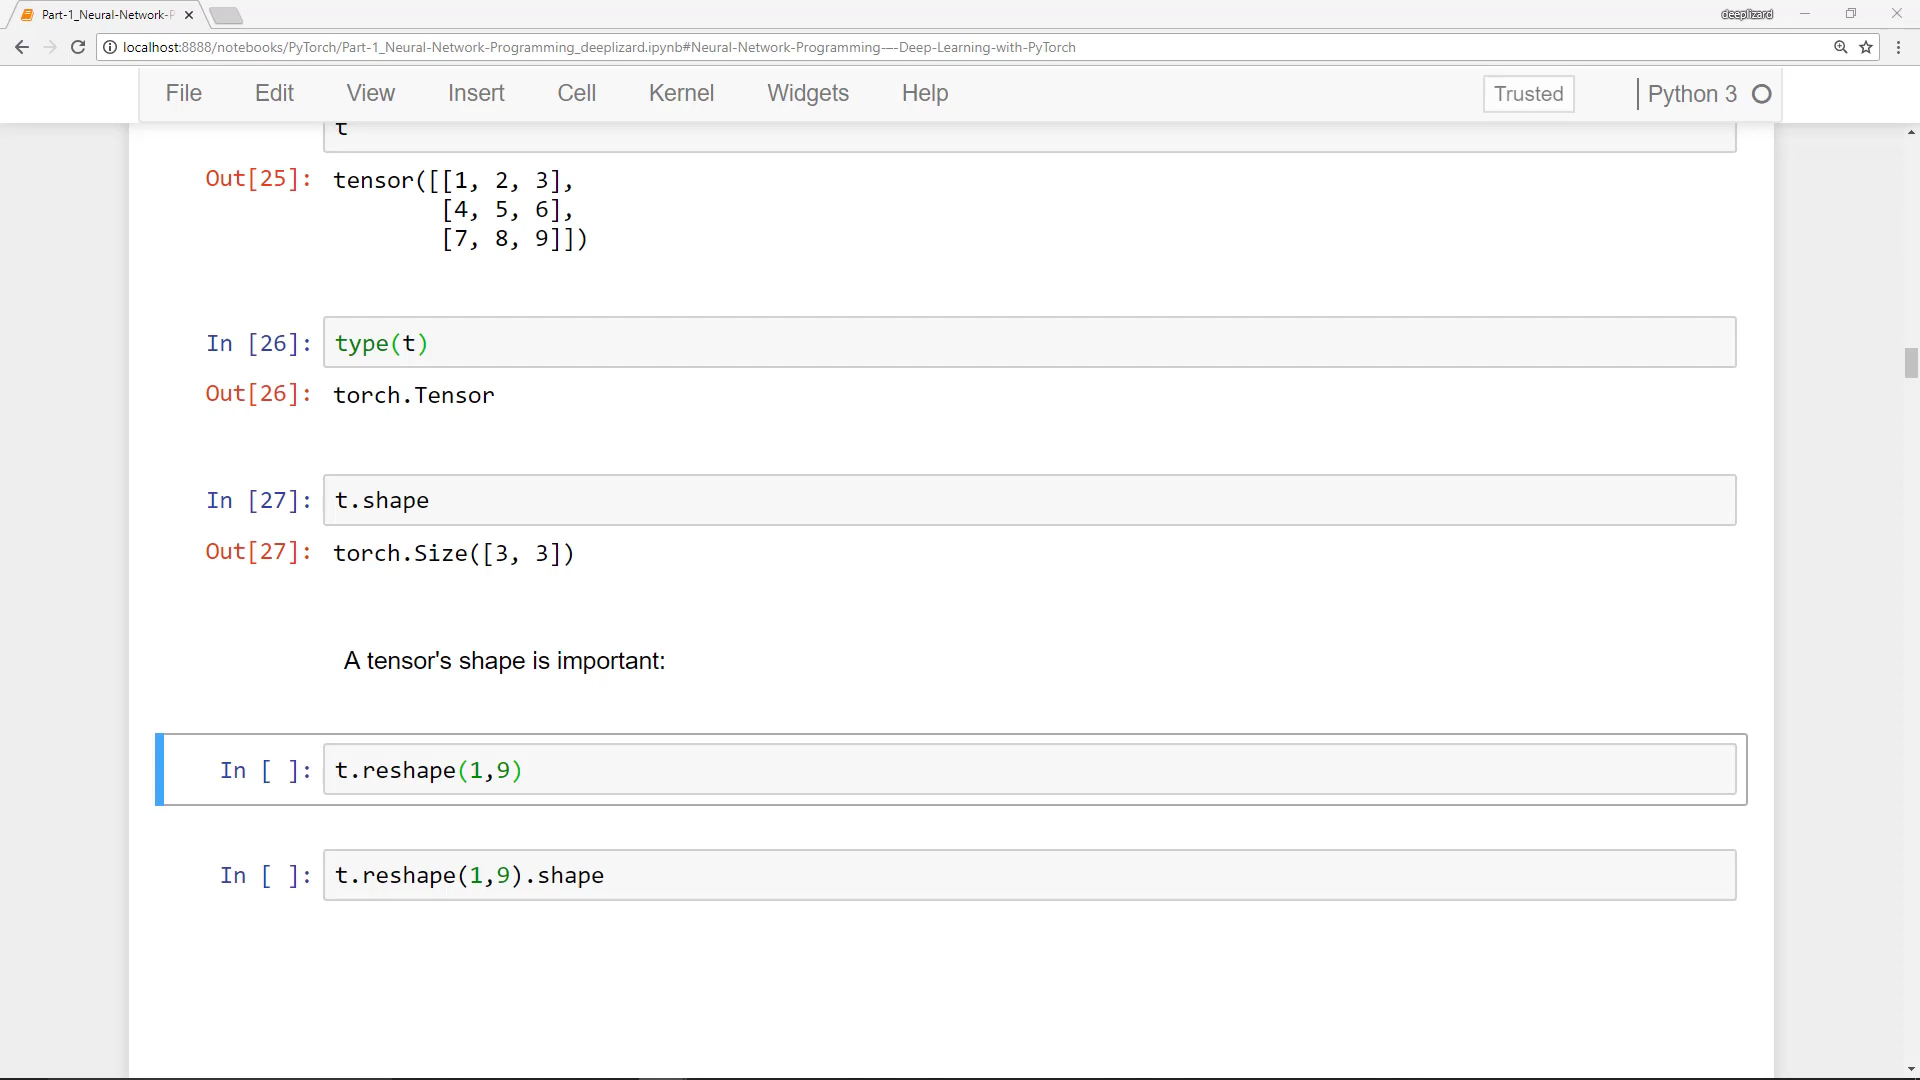 Part-1_Neural-Network-P
deeplizard
localhost:8888/notebooks/PyTorch/Part-1_Neural-Network-Programming_deeplizard.ipynb#Neural-Network-Programming-—-Deep-Learning-with-PyTorch
File Edit View Insert Cell Kernel Widgets Help Trusted Python 3
t
Out[25]: tensor([[1, 2, 3],
[4, 5, 6],
[7, 8, 9]])
In [26]: type(t)
Out[26]: torch.Tensor
In [27]: t.shape
Out[27]: torch.Size([3, 3])
A tensor's shape is important:
In [ ]: t.reshape(1,9)
In [ ]: t.reshape(1,9).shape